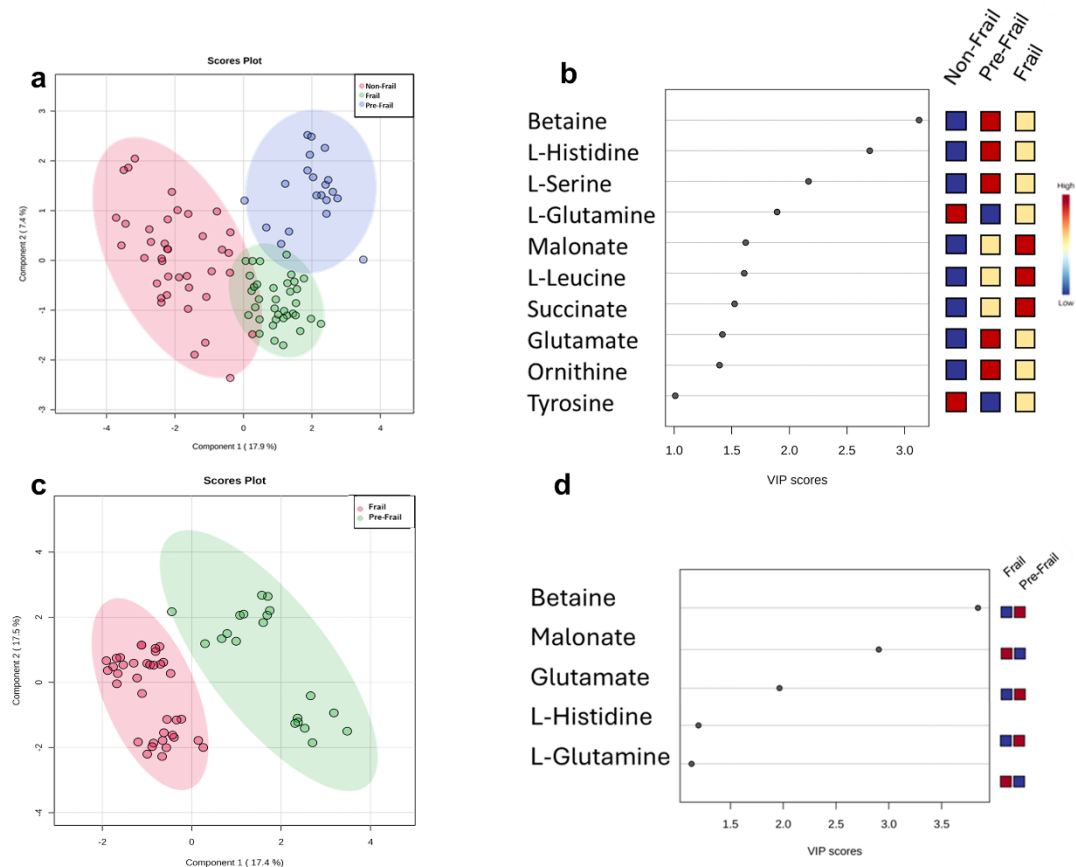 a
Scores Plot
Non-Frail
Frail
Pre-Frail
Component 2 ( 7.4 %)
3
2
1
0
-1
-2
-3
-4
-2
0
2
4
Component 1 ( 17.9 %)
b
Non-Frail
Pre-Frail
Frail
Betaine
L-Histidine
L-Serine
L-Glutamine
Malonate
L-Leucine
Succinate
Glutamate
Ornithine
Tyrosine
High
Low
1.0
1.5
2.0
2.5
3.0
VIP scores
c
Scores Plot
Frail
Pre-Frail
Component 2 ( 17.5 %)
4
2
0
-2
-4
-2
0
2
4
Component 1 ( 17.4 %)
d
Frail
Pre-Frail
Betaine
Malonate
Glutamate
L-Histidine
L-Glutamine
1.5
2.0
2.5
3.0
3.5
VIP scores